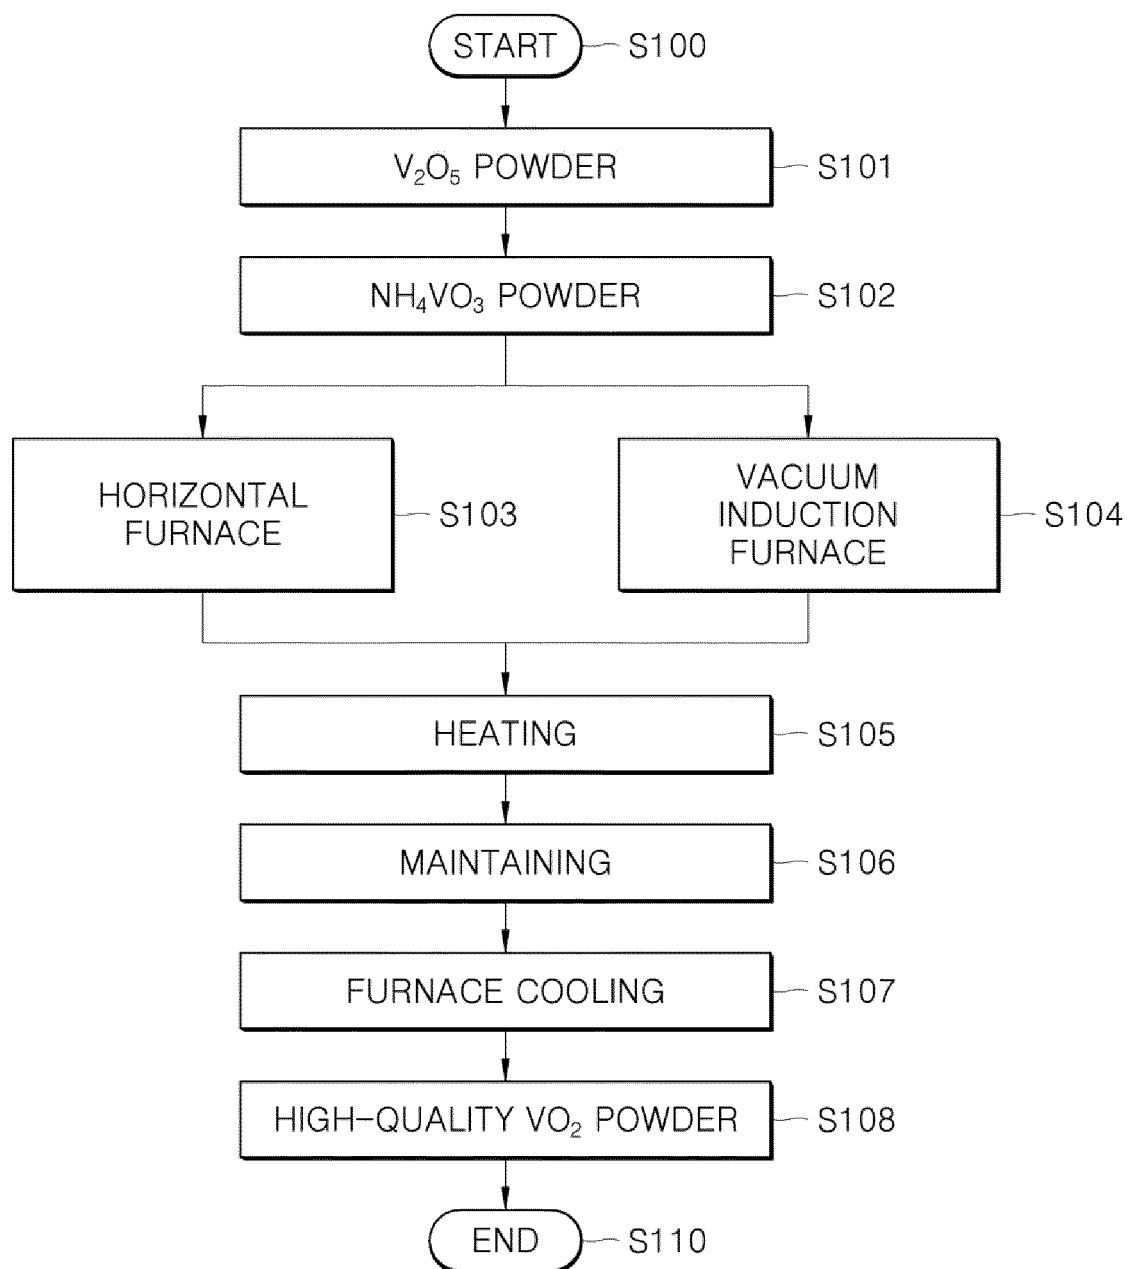 START S100
V₂O₅ POWDER S101
NH₄VO₃ POWDER S102
HORIZONTAL
FURNACE
S103
VACUUM
INDUCTION
FURNACE
S104
HEATING S105
MAINTAINING S106
FURNACE COOLING S107
HIGH-QUALITY VO₂ POWDER S108
END S110